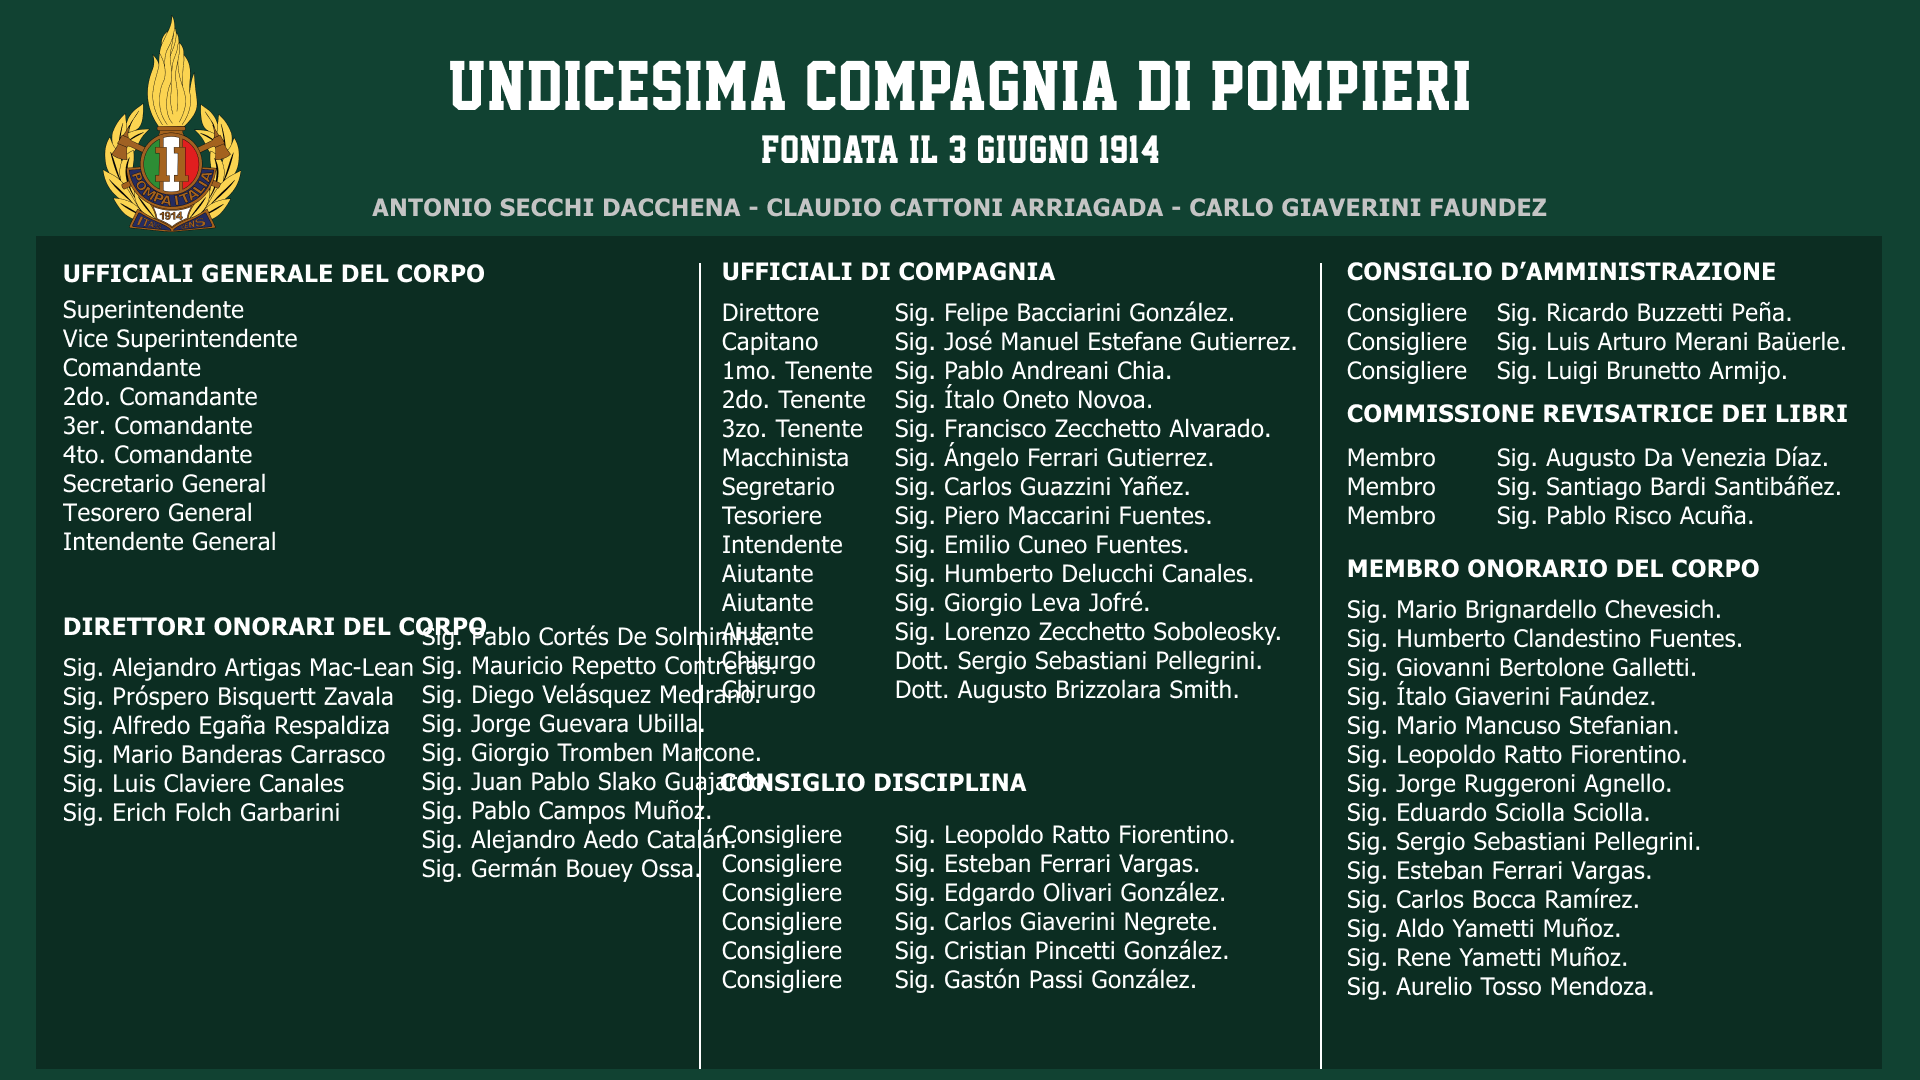 UNDICESIMA COMPAGNIA DI POMPIERI
FONDATA IL 3 GIUGNO 1914
ANTONIO SECCHI DACCHENA - CLAUDIO CATTONI ARRIAGADA - CARLO GIAVERINI FAUNDEZ
11
POMPA ITALIA
1914
UFFICIALI GENERALE DEL CORPO
Superintendente
Vice Superintendente
Comandante
2do. Comandante
3er. Comandante
4to. Comandante
Secretario General
Tesorero General
Intendente General
DIRETTORI ONORARI DEL CORPO
Sig. Alejandro Artigas Mac-Lean
Sig. Próspero Bisquertt Zavala
Sig. Alfredo Egaña Respaldiza
Sig. Mario Banderas Carrasco
Sig. Luis Claviere Canales
Sig. Erich Folch Garbarini
Sig. Pablo Cortés De Solminihac.
Sig. Mauricio Repetto Contreras.
Sig. Diego Velásquez Medrano.
Sig. Jorge Guevara Ubilla.
Sig. Giorgio Tromben Marcone.
Sig. Juan Pablo Slako
Sig. Pablo Campos Muñoz.
Sig. Alejandro Aedo Catalán.
Sig. Germán Bouey Ossa.
UFFICIALI DI COMPAGNIA
Direttore Sig. Felipe Bacciarini González.
Capitano Sig. José Manuel Estefane Gutierrez.
1mo. Tenente Sig. Pablo Andreani Chia.
2do. Tenente Sig. Ítalo Oneto Novoa.
3zo. Tenente Sig. Francisco Zecchetto Alvarado.
Macchinista Sig. Ángelo Ferrari Gutierrez.
Segretario Sig. Carlos Guazzini Yañez.
Tesoriere Sig. Piero Maccarini Fuentes.
Intendente Sig. Emilio Cuneo Fuentes.
Aiutante Sig. Humberto Delucchi Canales.
Aiutante Sig. Giorgio Leva Jofré.
Aiutante Sig. Lorenzo Zecchetto Soboleosky.
Chirurgo Dott. Sergio Sebastiani Pellegrini.
Chirurgo Dott. Augusto Brizzolara Smith.
CONSIGLIO DISCIPLINA
Consigliere Sig. Leopoldo Ratto Fiorentino.
Consigliere Sig. Esteban Ferrari Vargas.
Consigliere Sig. Edgardo Olivari González.
Consigliere Sig. Carlos Giaverini Negrete.
Consigliere Sig. Cristian Pincetti González.
Consigliere Sig. Gastón Passi González.
CONSIGLIO D’AMMINISTRAZIONE
Consigliere Sig. Ricardo Buzzetti Peña.
Consigliere Sig. Luis Arturo Merani Baüerle.
Consigliere Sig. Luigi Brunetto Armijo.
COMMISSIONE REVISATRICE DEI LIBRI
Membro Sig. Augusto Da Venezia Díaz.
Membro Sig. Santiago Bardi Santibáñez.
Membro Sig. Pablo Risco Acuña.
MEMBRO ONORARIO DEL CORPO
Sig. Mario Brignardello Chevesich.
Sig. Humberto Clandestino Fuentes.
Sig. Giovanni Bertolone Galletti.
Sig. Ítalo Giaverini Faúndez.
Sig. Mario Mancuso Stefanian.
Sig. Leopoldo Ratto Fiorentino.
Sig. Jorge Ruggeroni Agnello.
Sig. Eduardo Sciolla Sciolla.
Sig. Sergio Sebastiani Pellegrini.
Sig. Esteban Ferrari Vargas.
Sig. Carlos Bocca Ramírez.
Sig. Aldo Yametti Muñoz.
Sig. Rene Yametti Muñoz.
Sig. Aurelio Tosso Mendoza.